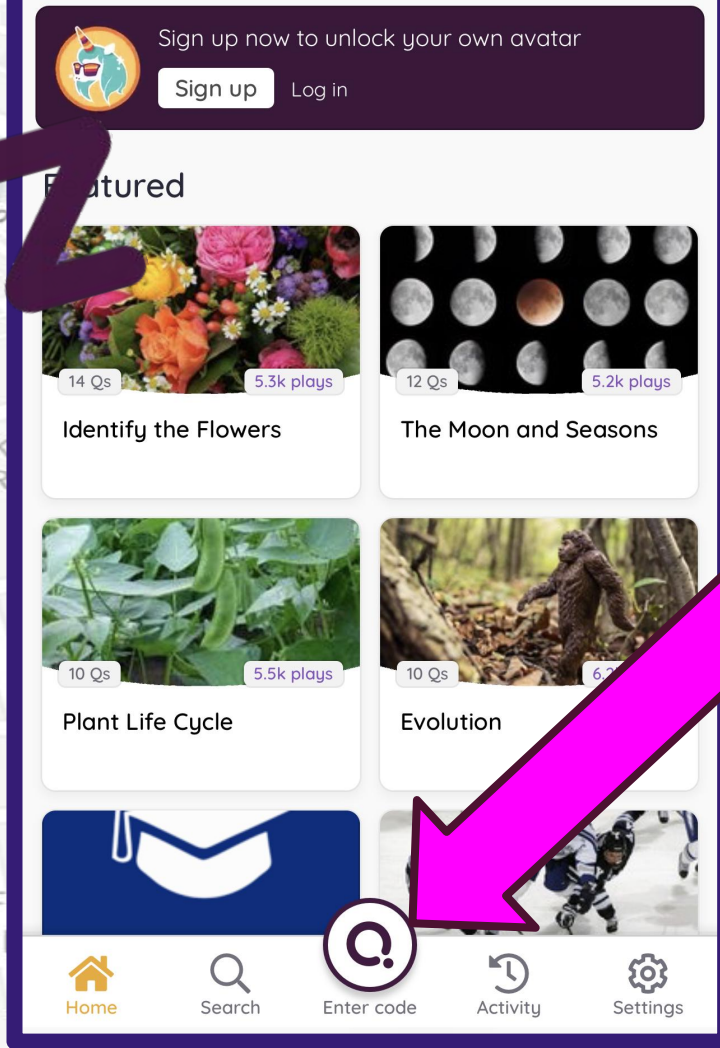 Sign up now to unlock your own avatar
Sign up Log in
14 Qs 5.3k plays
12 Qs 5.2k plays
Identify the Flowers
The Moon and Seasons
10 Qs 5.5k plays
10 Qs
Plant Life Cycle
Evolution
Home
Search
Enter code
Activity
Settings